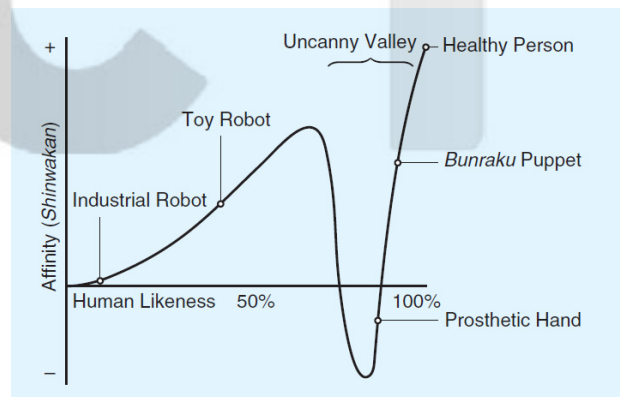 +
Uncanny Valley
Healthy Person
Toy Robot
Bunraku Puppet
Industrial Robot
Affinity (Shinwakan)
Human Likeness 50% 100%
Prosthetic Hand
–